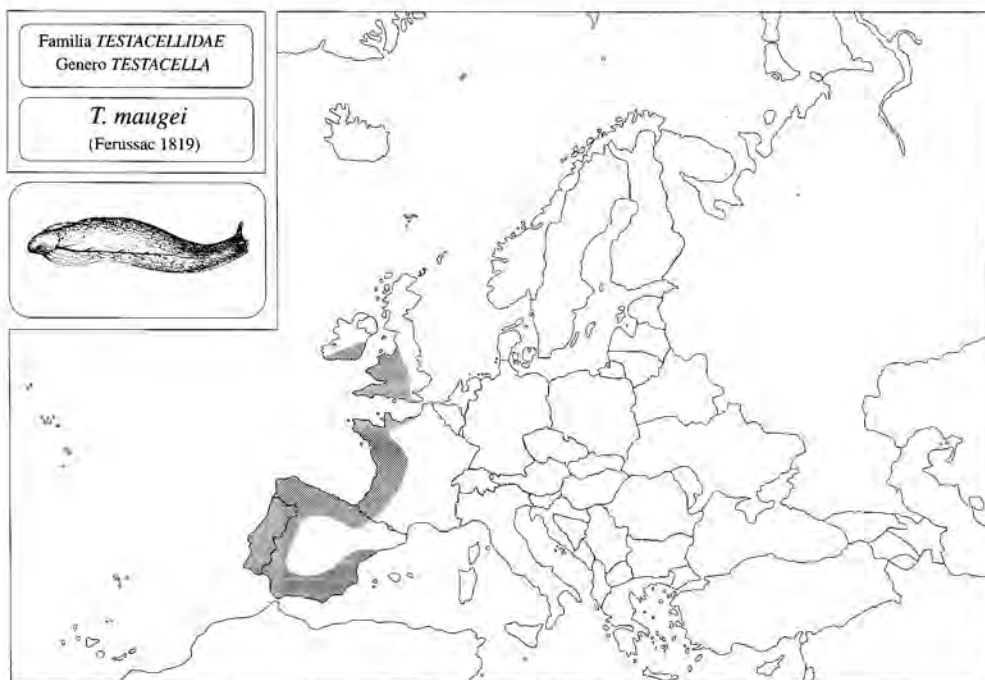 Familia TESTACELLIDAE
Genero TESTACELLA
T. maugei
(Ferussac 1819)